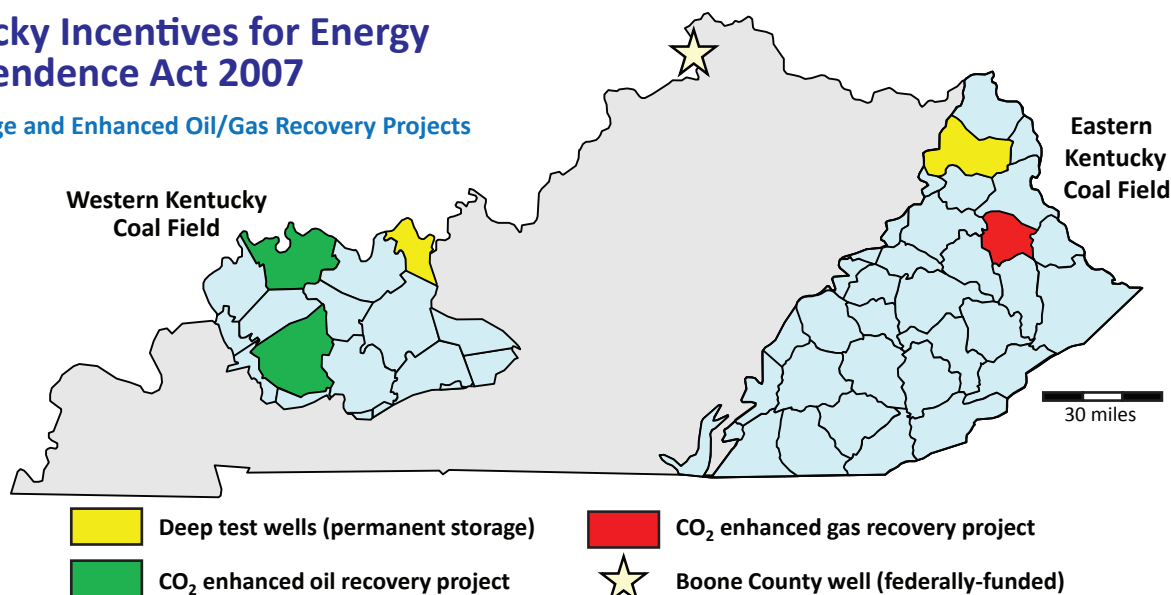 cky Incentives for Energy
endence Act 2007
ge and Enhanced Oil/Gas Recovery Projects
Western Kentucky
Coal Field
Eastern
Kentucky
Coal Field
30 miles
Deep test wells (permanent storage)
CO₂ enhanced gas recovery project
CO₂ enhanced oil recovery project
Boone County well (federally-funded)